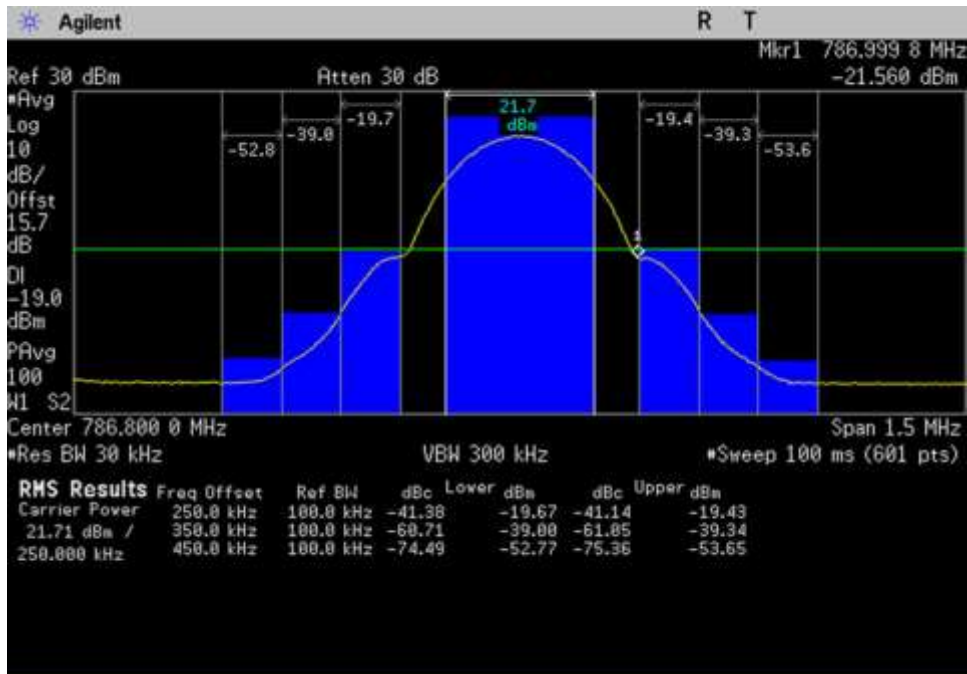 Agilent R T
Mkr1 786.999 8 MHz
Ref 30 dBm Atten 30 dB -21.560 dBm
#Avg
Log
10
dB/
Offst
15.7
dB
DI
-19.0
dBm
PAvg
100
W1 S2
-52.8
-39.0
-19.7
21.7
dBm
-19.4
-39.3
-53.6
1
Center 786.800 0 MHz Span 1.5 MHz
#Res BW 30 kHz VBW 300 kHz #Sweep 100 ms (601 pts)
RMS Results Freq Offset Ref BW dBc Lower dBm dBc Upper dBm
Carrier Power 250.0 kHz 100.0 kHz -41.38 -19.67 -41.14 -19.43
21.71 dBm / 350.0 kHz 100.0 kHz -60.71 -39.00 -61.05 -39.34
250.000 kHz 450.0 kHz 100.0 kHz -74.49 -52.77 -75.36 -53.65